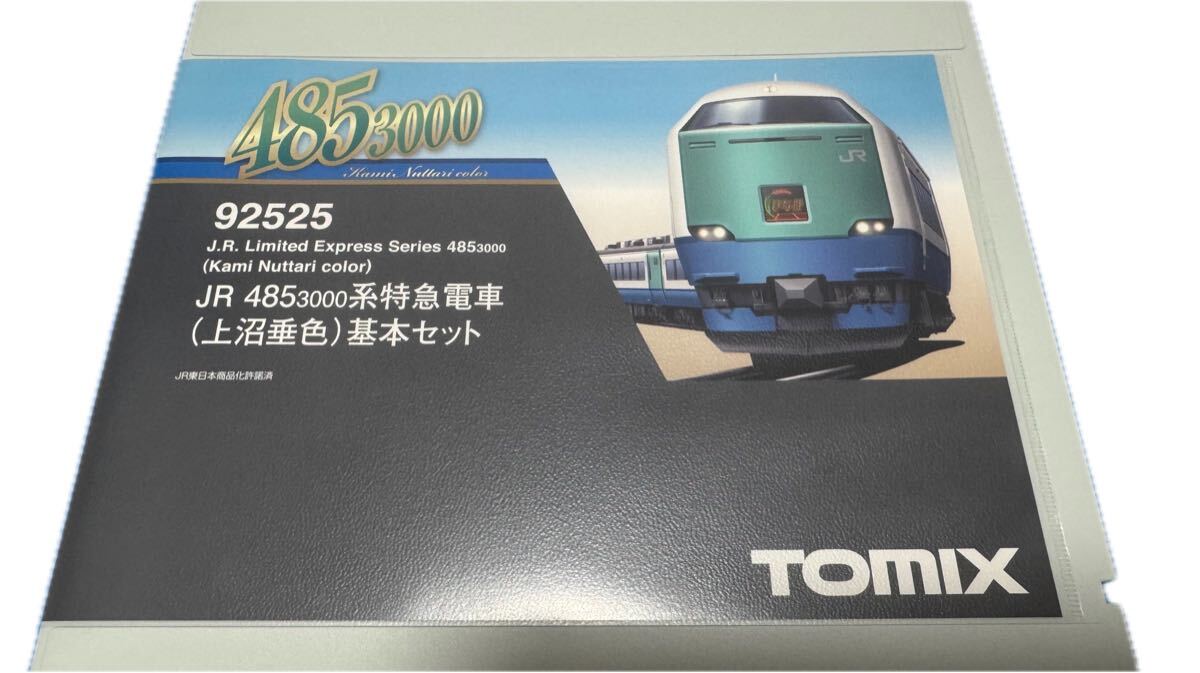 4853000
Kami Nuttari color
JR
92525
J.R. Limited Express Series 4853000
(Kami Nuttari color)
JR 4853000系特急電車
(上沼垂色)基本セット
JR東日本商品化許諾済
TOMIX